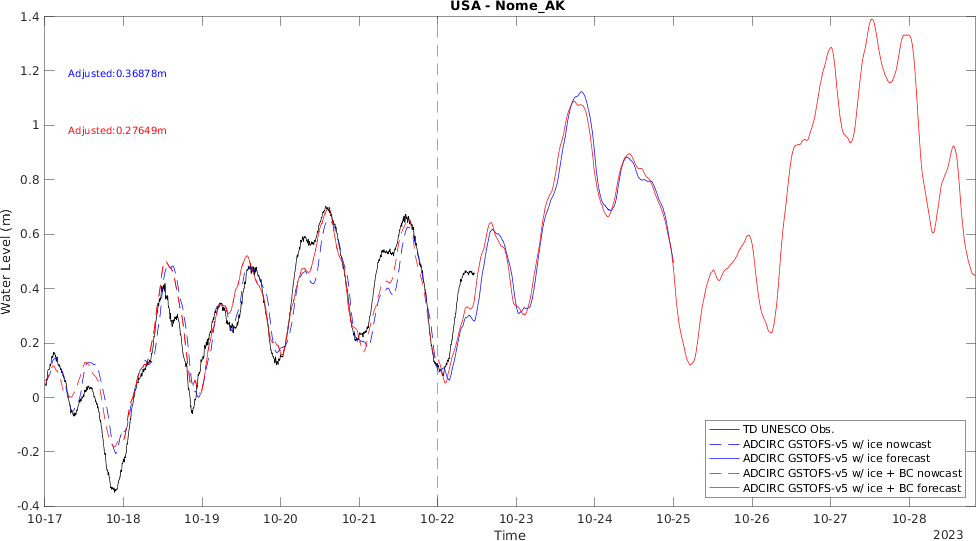 USA - Nome_AK
1.4
1.2
1
0.8
0.6
0.4
0.2
0
-0.2
-0.4
Water Level (m)
Adjusted:0.36878m
Adjusted:0.27649m
TD UNESCO Obs.
ADCIRC GSTOFS-v5 w/ ice nowcast
ADCIRC GSTOFS-v5 w/ ice forecast
ADCIRC GSTOFS-v5 w/ ice + BC nowcast
ADCIRC GSTOFS-v5 w/ ice + BC forecast
10-17 10-18 10-19 10-20 10-21 10-22 10-23 10-24 10-25 10-26 10-27 10-28
Time
2023